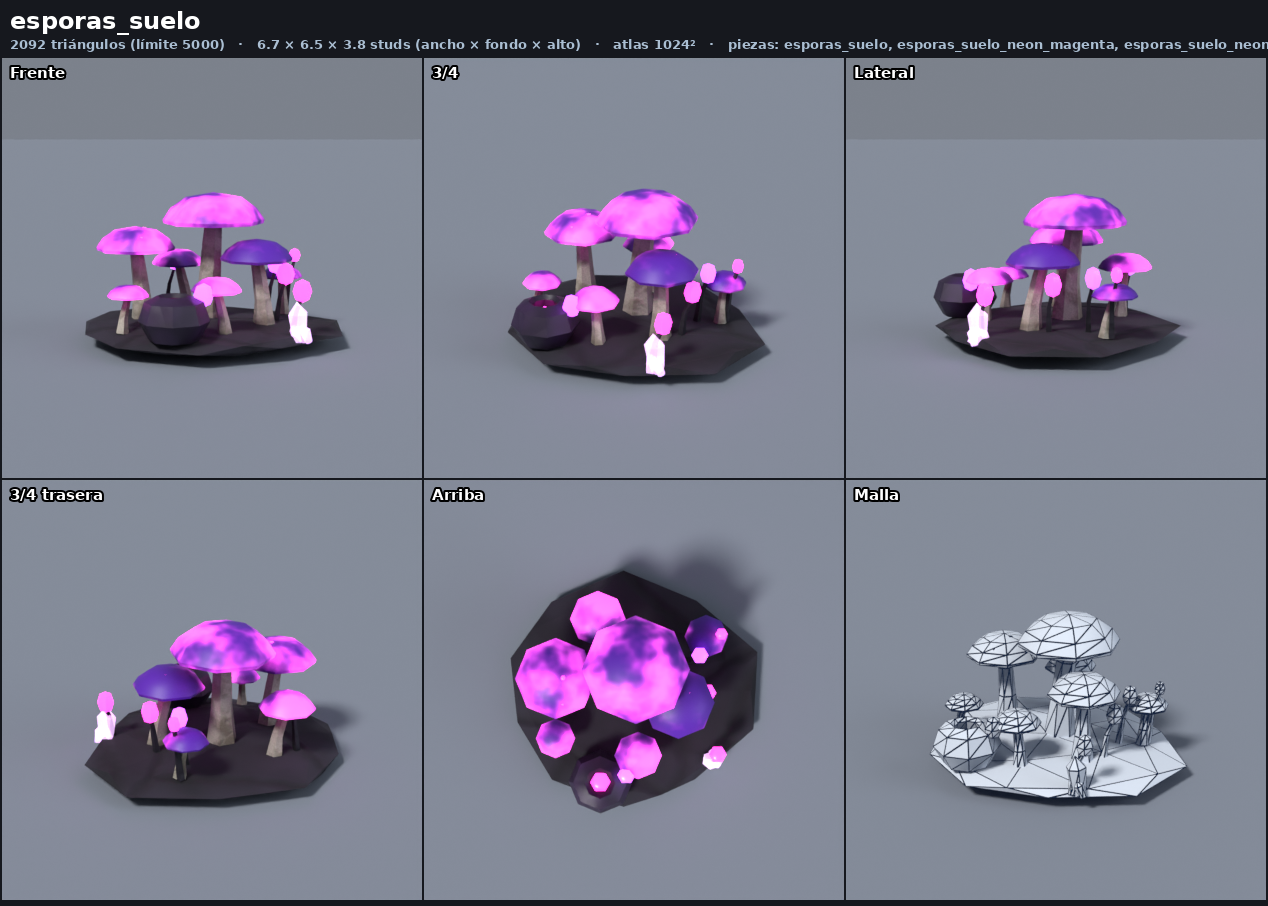 esporas_suelo
2092 triángulos (límite 5000) · 6.7 × 6.5 × 3.8 studs (ancho × fondo × alto) · atlas 1024² · piezas: esporas_suelo, esporas_suelo_neon_magenta, esporas_suelo_neon
Frente
3/4
Lateral
3/4 trasera
Arriba
Malla